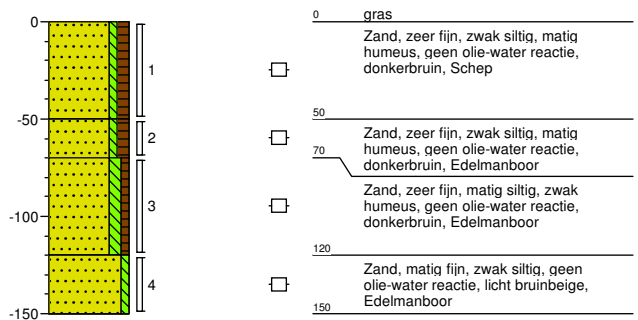 0
-50
-100
-150
1
2
3
4
0
gras
Zand, zeer fijn, zwak siltig, matig
humeus, geen olie-water reactie,
donkerbruin, Schep
50
Zand, zeer fijn, zwak siltig, matig
humeus, geen olie-water reactie,
donkerbruin, Edelmanboor
70
Zand, zeer fijn, matig siltig, zwak
humeus, geen olie-water reactie,
donkerbruin, Edelmanboor
120
Zand, matig fijn, zwak siltig, geen
olie-water reactie, licht bruinbeige,
Edelmanboor
150